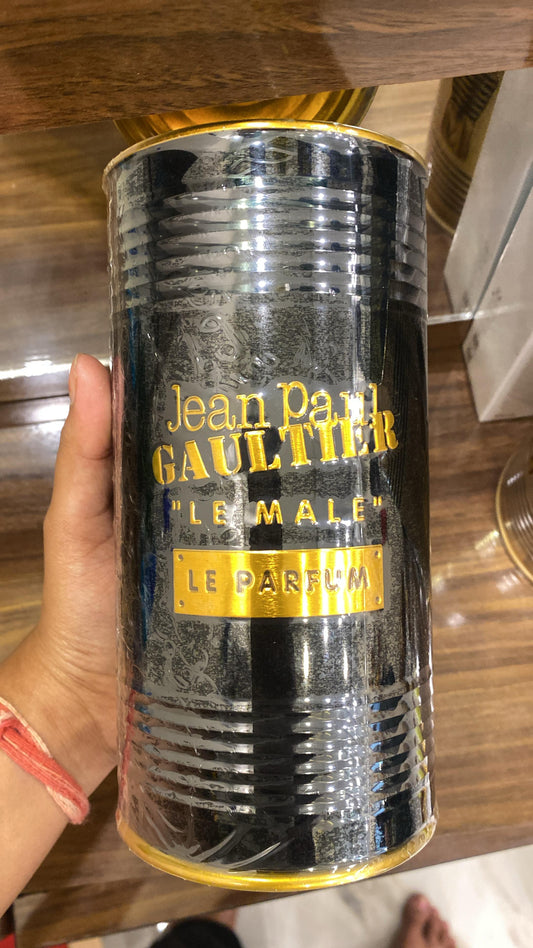 Jean Paul
GAULTIER
"LE MALE"
LE PARFUM